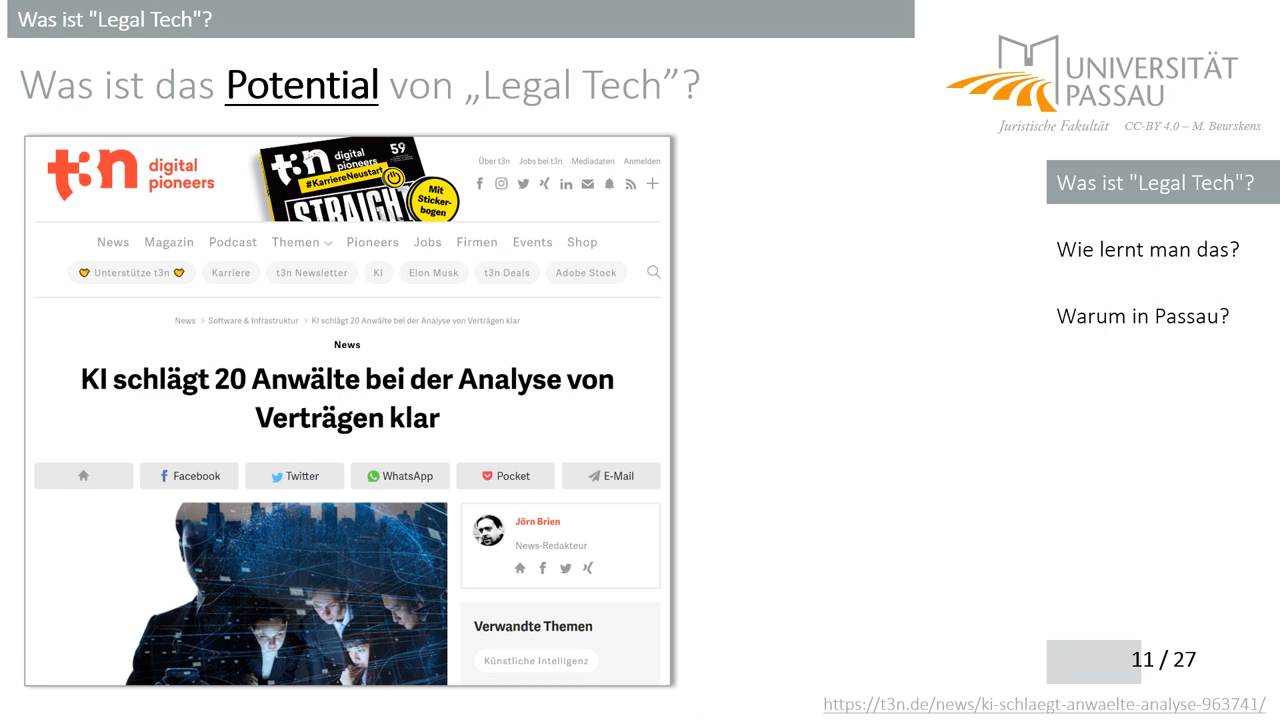 Was ist "Legal Tech"?
Was ist das Potential von „Legal Tech”?
UNIVERSITÄT
PASSAU
Juristische Fakultät CC-BY 4.0 – M. Beurskens
Was ist "Legal Tech"?
Wie lernt man das?
Warum in Passau?
t3n digital
pioneers
t3n digital
pioneers
59
#KarriereNeustart
STRAIGHT
Mit
Sticker-
bogen
Über t3n Jobs bei t3n Mediadaten Anmelden
News Magazin Podcast Themen Pioneers Jobs Firmen Events Shop
Unterstütze t3n Karriere t3n Newsletter KI Elon Musk t3n Deals Adobe Stock
News > Software & Infrastruktur > KI schlägt 20 Anwälte bei der Analyse von Verträgen klar
News
KI schlägt 20 Anwälte bei der Analyse von
Verträgen klar
Facebook Twitter WhatsApp Pocket E-Mail
Jörn Brien
News-Redakteur
Verwandte Themen
Künstliche Intelligenz
11 / 27
https://t3n.de/news/ki-schlaegt-anwaelte-analyse-963741/